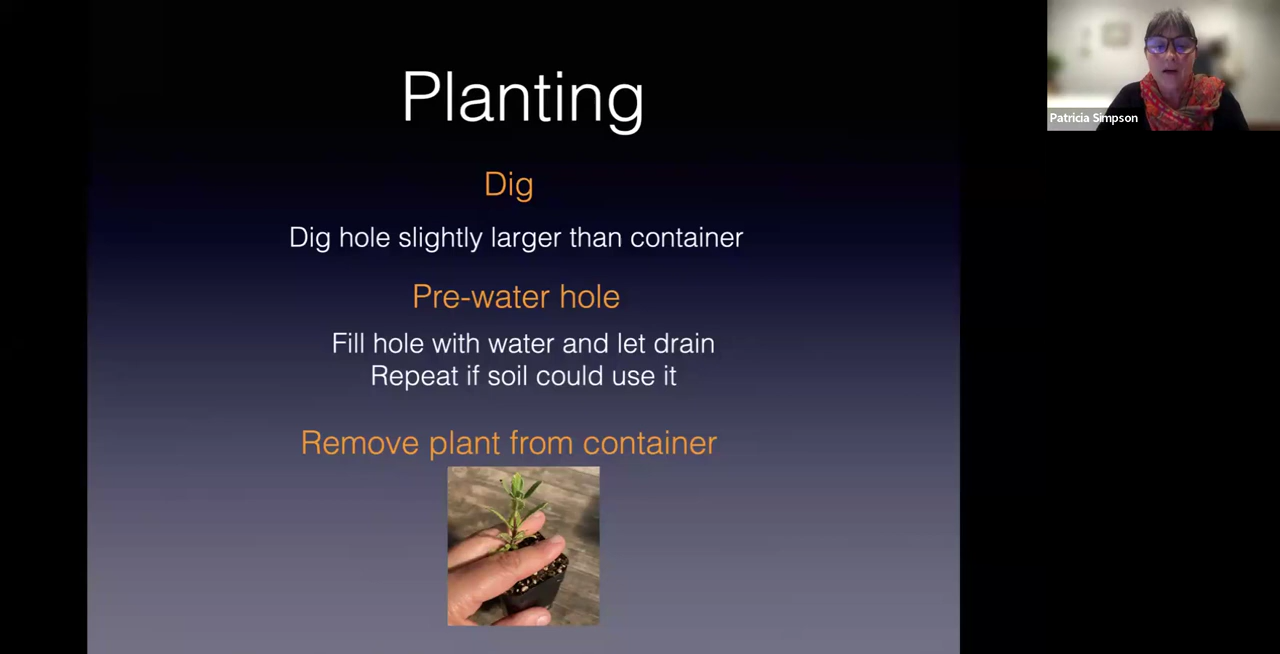 Planting
Dig
Dig hole slightly larger than container
Pre-water hole
Fill hole with water and let drain
Repeat if soil could use it
Remove plant from container
Patricia Simpson